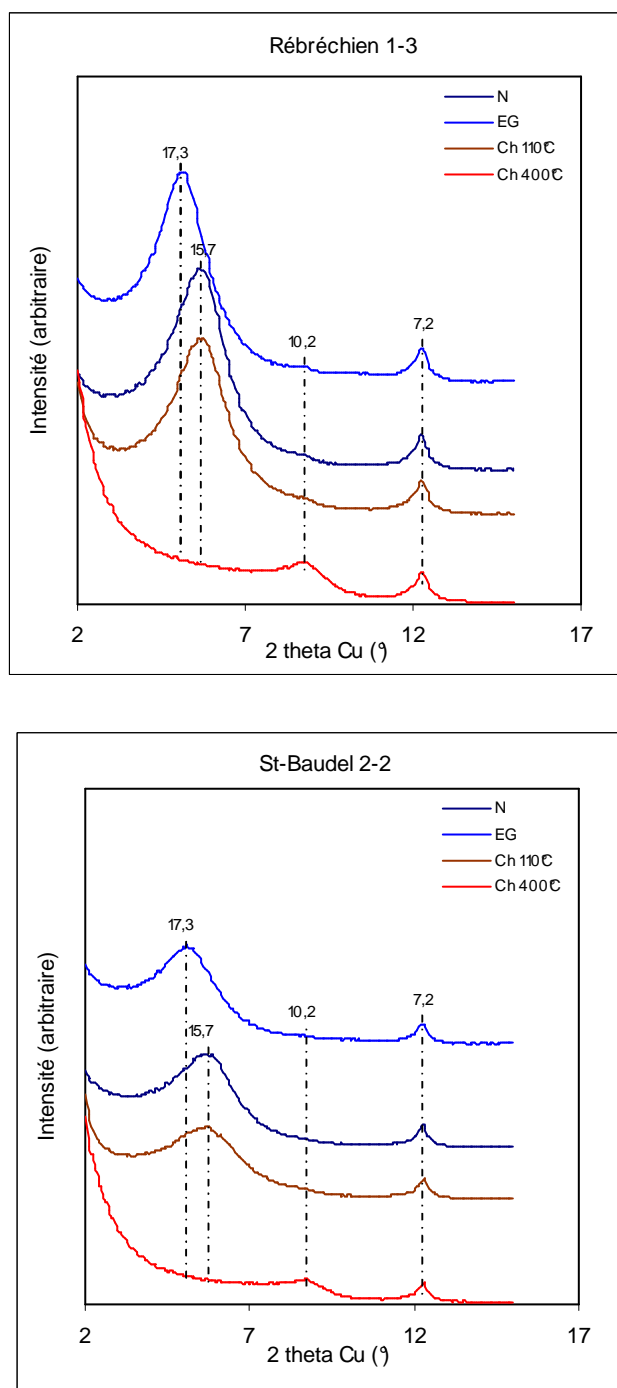 Rébréchien 1-3
N
EG
Ch 110°C
Ch 400°C
17,3
15,7
10,2
7,2
Intensité (arbitraire)
2 7 12 17
2 theta Cu (°)
St-Baudel 2-2
N
EG
Ch 110°C
Ch 400°C
17,3
15,7
10,2
7,2
Intensité (arbitraire)
2 7 12 17
2 theta Cu (°)